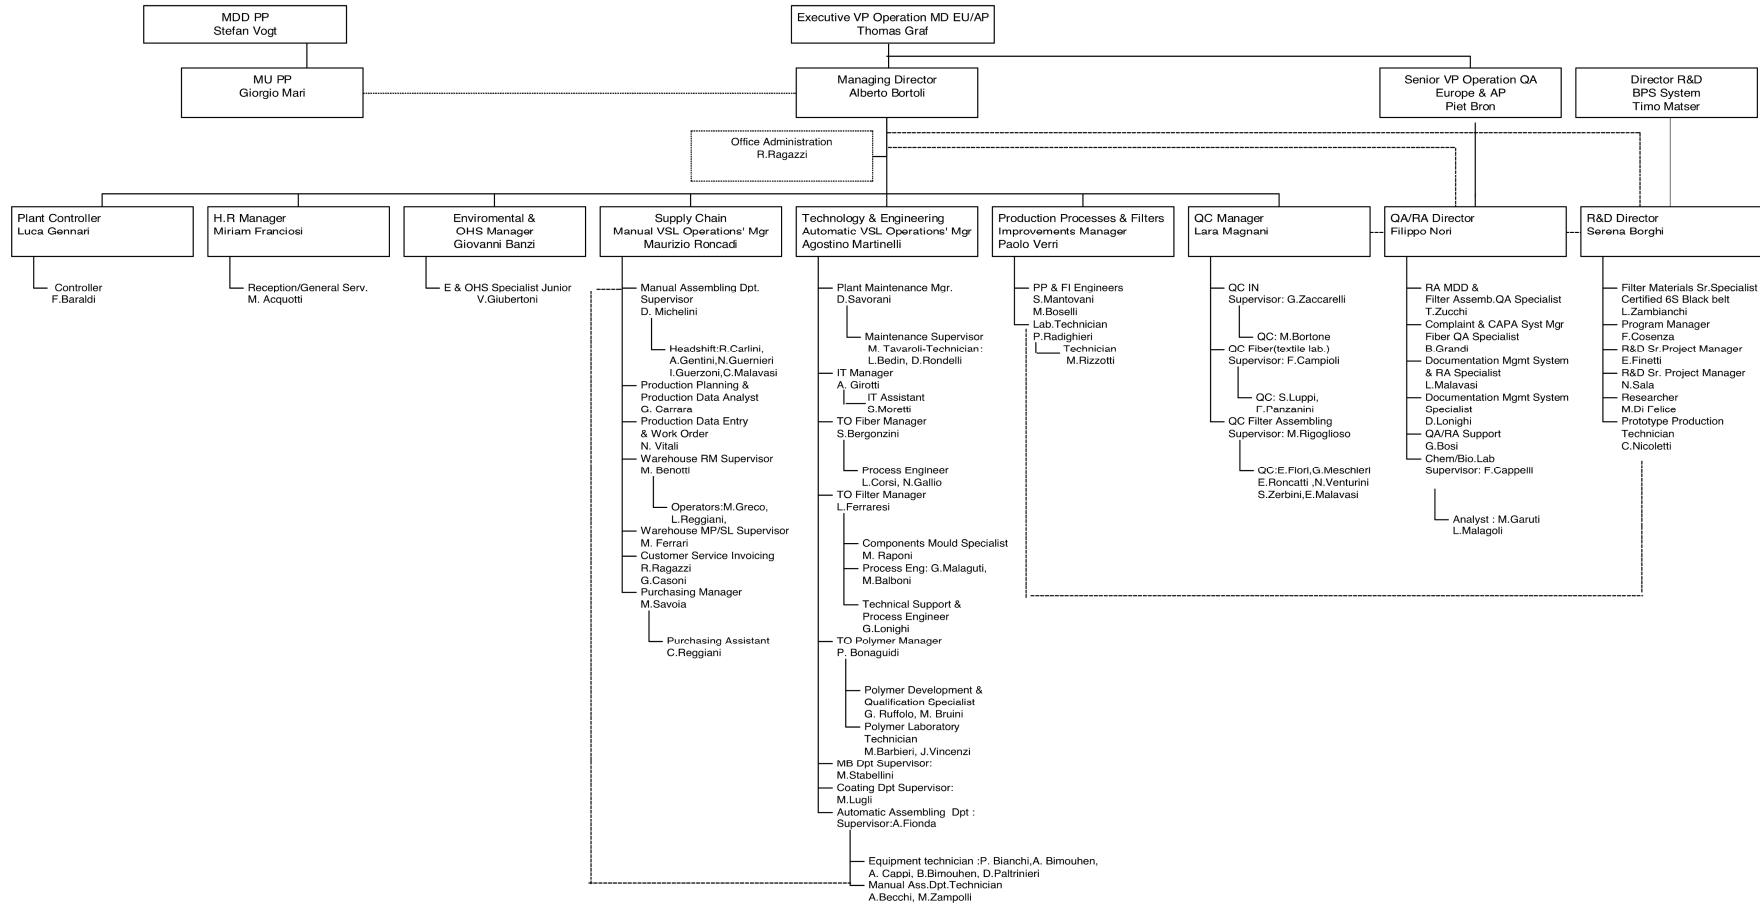 MDD PP
Stefan Vogt
Executive VP Operation MD EU/AP
Thomas Graf
MU PP
Giorgio Mari
Managing Director
Alberto Bortoli
Senior VP Operation QA
Europe & AP
Piet Bron
Director R&D
BPS System
Timo Matser
Office Administration
R.Ragazzi
Plant Controller
Luca Gennari
H.R Manager
Miriam Franciosi
Enviromental &
OHS Manager
Giovanni Banzi
Supply Chain
Manual VSL Operations' Mgr
Maurizio Roncadi
Technology & Engineering
Automatic VSL Operations' Mgr
Agostino Martinelli
Production Processes & Filters
Improvements Manager
Paolo Verri
QC Manager
Lara Magnani
QA/RA Director
Filippo Nori
R&D Director
Serena Borghi
Controller
F.Baraldi
Reception/General Serv.
M. Acquotti
E & OHS Specialist Junior
V.Giubertoni
Manual Assembling Dpt.
Supervisor
D. Michelini
Headshift:R.Carlini,
A.Gentini,N.Guernieri
I.Guerzoni,C.Malavasi
Production Planning &
Production Data Analyst
G. Carrara
Production Data Entry
& Work Order
N. Vitali
Warehouse RM Supervisor
M. Benotti
Operators:M.Greco,
L.Reggiani,
Warehouse MP/SL Supervisor
M. Ferrari
Customer Service Invoicing
R.Ragazzi
G.Casoni
Purchasing Manager
M.Savoia
Purchasing Assistant
C.Reggiani
Plant Maintenance Mgr.
D.Savorani
Maintenance Supervisor
M. Tavaroli-Technician:
L.Bedin, D.Rondelli
IT Manager
A. Girotti
IT Assistant
S.Moretti
TO Fiber Manager
S.Bergonzini
Process Engineer
L.Corsi, N.Gallio
TO Filter Manager
L.Ferraresi
Components Mould Specialist
M. Raponi
Process Eng: G.Malaguti,
M.Balboni
Technical Support &
Process Engineer
G.Lonighi
TO Polymer Manager
P. Bonaguidi
Polymer Development &
Qualification Specialist
G. Ruffolo, M. Bruini
Polymer Laboratory
Technician
M.Barbieri, J.Vincenzi
MB Dpt Supervisor:
M.Stabellini
Coating Dpt Supervisor:
M.Lugli
Automatic Assembling Dpt :
Supervisor:A.Fionda
Equipment technician :P. Bianchi,A. Bimouhen,
A. Cappi, B.Bimouhen, D.Paltrinieri
Manual Ass.Dpt.Technician
A.Becchi, M.Zampolli
PP & FI Engineers
S.Mantovani
M.Boselli
Lab.Technician
P.Radighieri
Technician
M.Rizzotti
QC IN
Supervisor: G.Zaccarelli
QC: M.Bortone
QC Fiber(textile lab.)
Supervisor: F.Campioli
QC: S.Luppi,
F.Panzanini
QC Filter Assembling
Supervisor: M.Rigoglioso
QC:E.Fiori,G.Meschieri
E.Roncatti ,N.Venturini
S.Zerbini,E.Malavasi
RA MDD &
Filter Assemb.QA Specialist
T.Zucchi
Complaint & CAPA Syst Mgr
Fiber QA Specialist
B.Grandi
Documentation Mgmt System
& RA Specialist
L.Malavasi
Documentation Mgmt System
Specialist
D.Lonighi
QA/RA Support
G.Bosi
Chem/Bio.Lab
Supervisor: F.Cappelli
Analyst : M.Garuti
L.Malagoli
Filter Materials Sr.Specialist
Certified 6S Black belt
L.Zambianchi
Program Manager
F.Cosenza
R&D Sr.Project Manager
E.Finetti
R&D Sr. Project Manager
N.Sala
Researcher
M.Di Felice
Prototype Production
Technician
C.Nicoletti